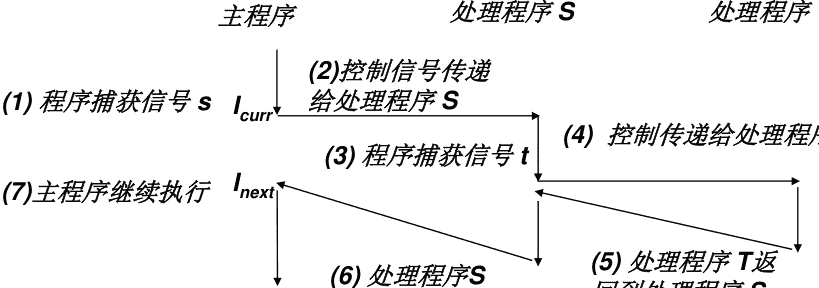 主程序
处理程序 S
处理程序
(2)控制信号传递
给处理程序 S
(1) 程序捕获信号 s
Icurr
(3) 程序捕获信号 t
(4) 控制传递给处理程序
(7)主程序继续执行
Inext
(5) 处理程序 T返
回到处理程序 S
(6) 处理程序S